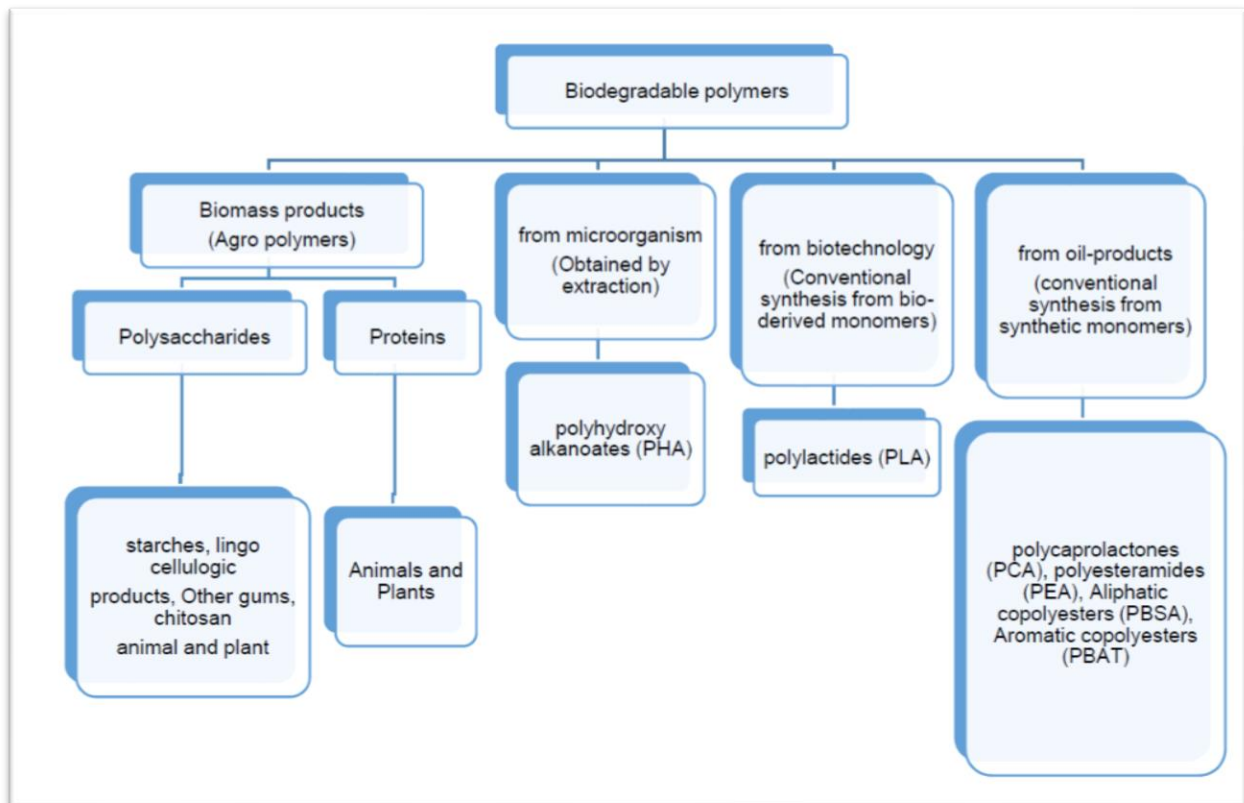 Biodegradable polymers
Biomass products
(Agro polymers)
from microorganism
(Obtained by
extraction)
from biotechnology
(Conventional
synthesis from bio-
derived monomers)
from oil-products
(conventional
synthesis from
synthetic monomers)
Polysaccharides
Proteins
polyhydroxy
alkanoates (PHA)
polylactides (PLA)
starches, lingo
cellulogic
products, Other gums,
chitosan
animal and plant
Animals and
Plants
polycaprolactones
(PCA), polyesteramides
(PEA), Aliphatic
copolyesters (PBSA),
Aromatic copolyesters
(PBAT)